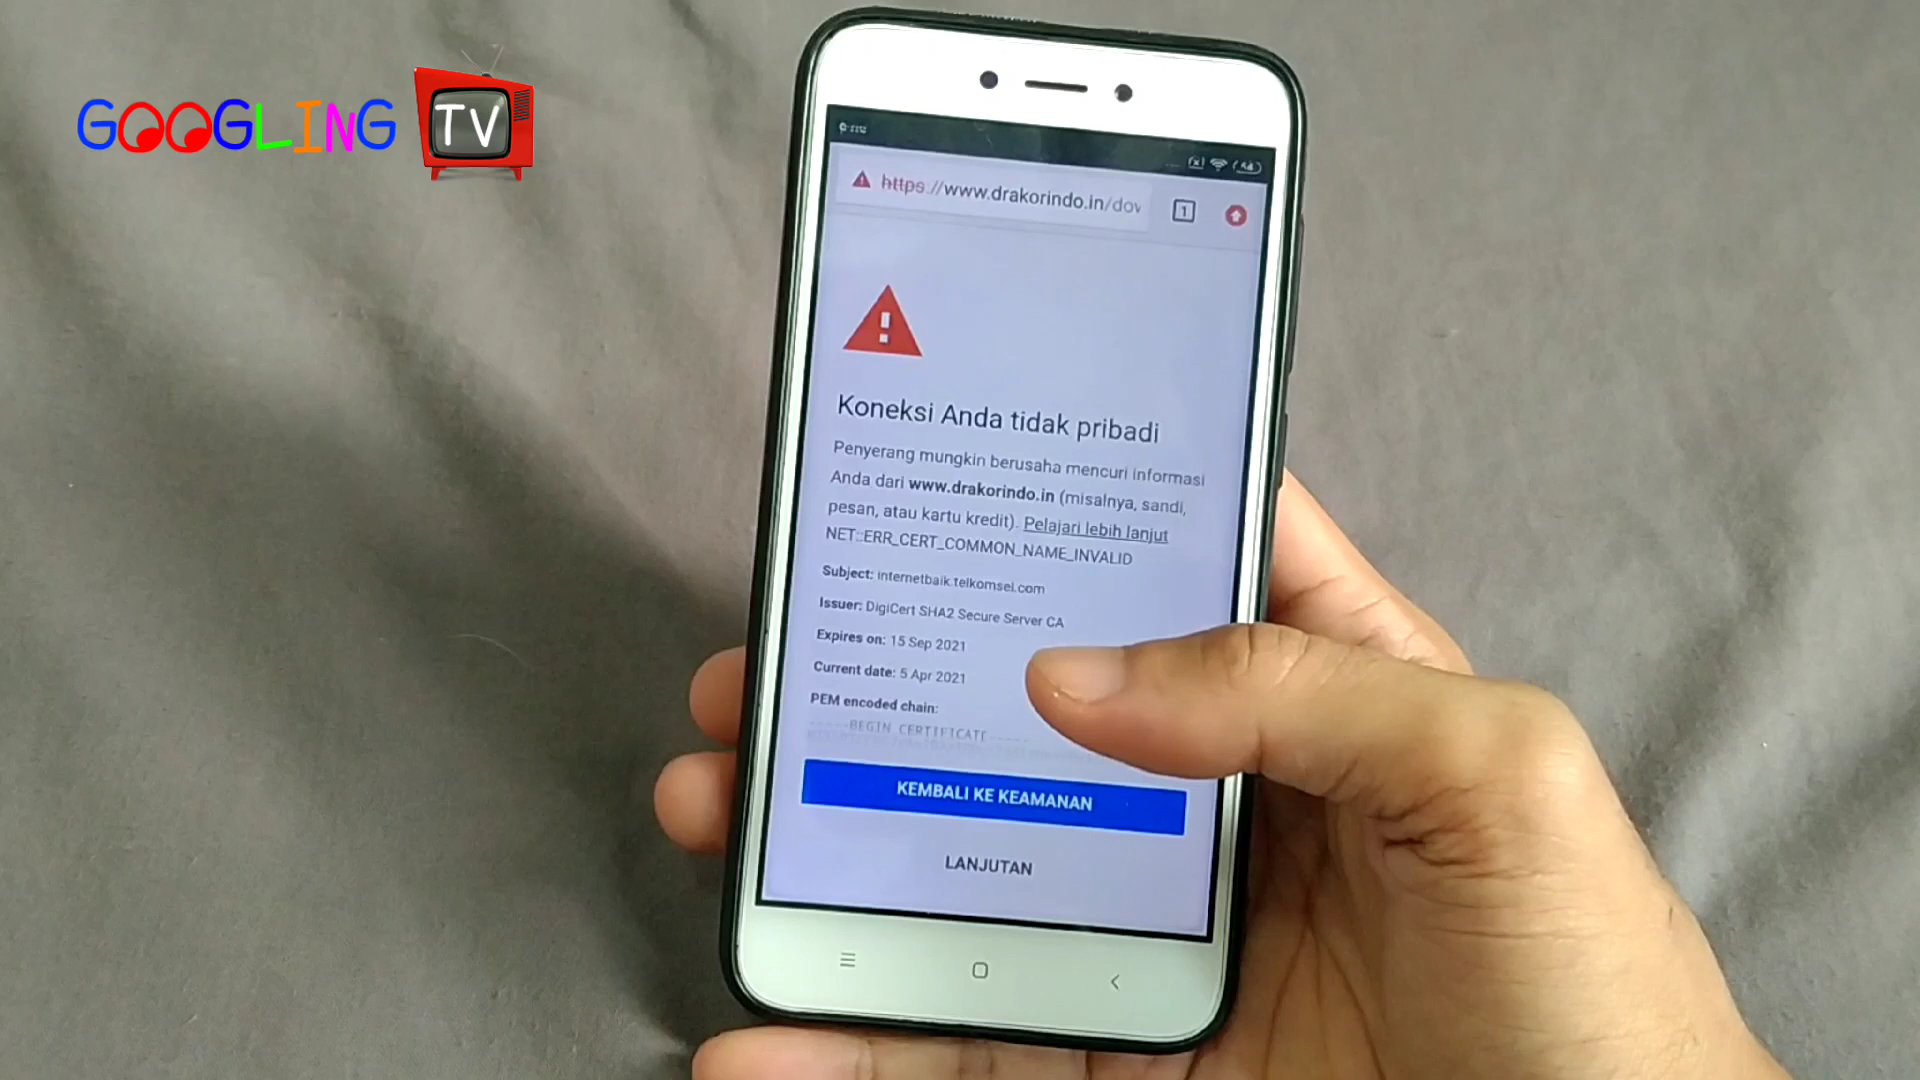 GOOGLING TV
https://www.drakorindo.in/dov
1
Koneksi Anda tidak pribadi
Penyerang mungkin berusaha mencuri informasi
Anda dari www.drakorindo.in (misalnya, sandi,
pesan, atau kartu kredit). Pelajari lebih lanjut
NET::ERR_CERT_COMMON_NAME_INVALID
Subject: internetbaik.telkomsel.com
Issuer: DigiCert SHA2 Secure Server CA
Expires on: 15 Sep 2021
Current date: 5 Apr 2021
PEM encoded chain:
-----BEGIN CERTIFICATE-----
KEMBALI KE KEAMANAN
LANJUTAN